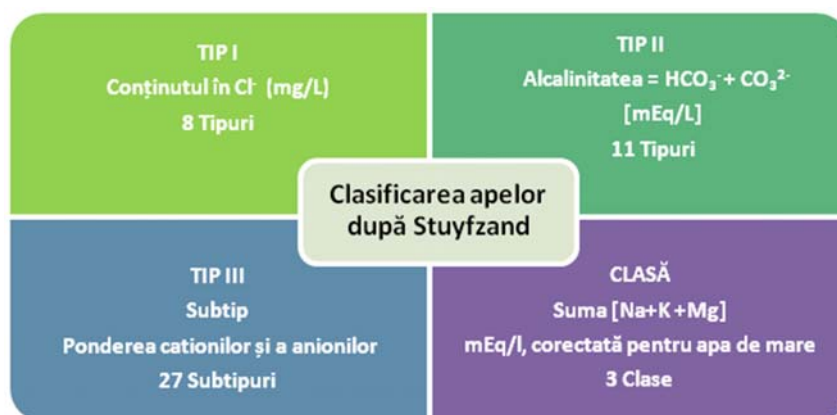 TIP I
Conținutul în Cl⁻ (mg/L)
8 Tipuri
TIP II
Alcalinitatea = HCO₃⁻+ CO₃²⁻
[mEq/L]
11 Tipuri
Clasificarea apelor
după Stuyfzand
TIP III
Subtip
Ponderea cationilor și a anionilor
27 Subtipuri
CLASĂ
Suma [Na+K +Mg]
mEq/l, corectată pentru apa de mare
3 Clase